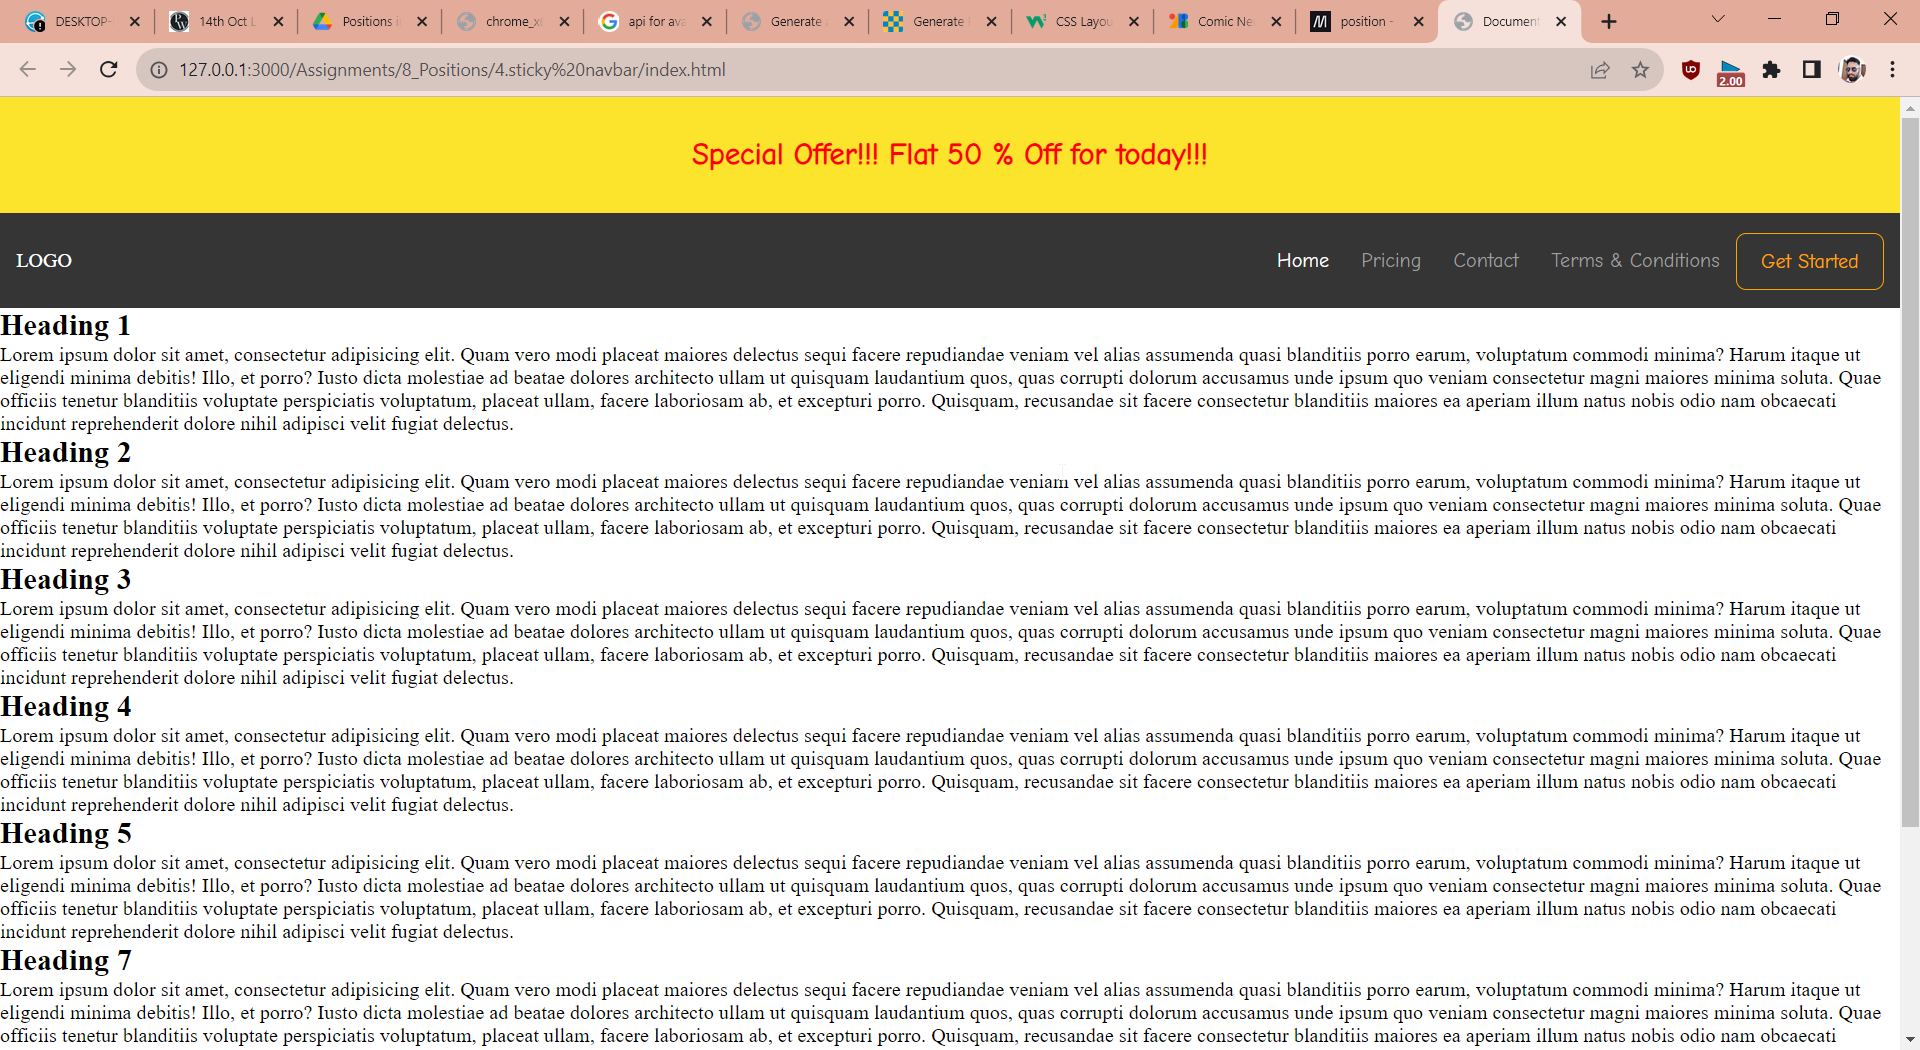 DESKTOP-
14th Oct L
Positions i
chrome_x
api for ava
Generate
Generate
CSS Layou
Comic Ne
position -
Document
127.0.0.1:3000/Assignments/8_Positions/4.sticky%20navbar/index.html
2.00
Special Offer!!! Flat 50 % Off for today!!!
LOGO
Home
Pricing
Contact
Terms & Conditions
Get Started
Heading 1
Lorem ipsum dolor sit amet, consectetur adipisicing elit. Quam vero modi placeat maiores delectus sequi facere repudiandae veniam vel alias assumenda quasi blanditiis porro earum, voluptatum commodi minima? Harum itaque ut
eligendi minima debitis! Illo, et porro? Iusto dicta molestiae ad beatae dolores architecto ullam ut quisquam laudantium quos, quas corrupti dolorum accusamus unde ipsum quo veniam consectetur magni maiores minima soluta. Quae
officiis tenetur blanditiis voluptate perspiciatis voluptatum, placeat ullam, facere laboriosam ab, et excepturi porro. Quisquam, recusandae sit facere consectetur blanditiis maiores ea aperiam illum natus nobis odio nam obcaecati
incidunt reprehenderit dolore nihil adipisci velit fugiat delectus.
Heading 2
Lorem ipsum dolor sit amet, consectetur adipisicing elit. Quam vero modi placeat maiores delectus sequi facere repudiandae veniam vel alias assumenda quasi blanditiis porro earum, voluptatum commodi minima? Harum itaque ut
eligendi minima debitis! Illo, et porro? Iusto dicta molestiae ad beatae dolores architecto ullam ut quisquam laudantium quos, quas corrupti dolorum accusamus unde ipsum quo veniam consectetur magni maiores minima soluta. Quae
officiis tenetur blanditiis voluptate perspiciatis voluptatum, placeat ullam, facere laboriosam ab, et excepturi porro. Quisquam, recusandae sit facere consectetur blanditiis maiores ea aperiam illum natus nobis odio nam obcaecati
incidunt reprehenderit dolore nihil adipisci velit fugiat delectus.
Heading 3
Lorem ipsum dolor sit amet, consectetur adipisicing elit. Quam vero modi placeat maiores delectus sequi facere repudiandae veniam vel alias assumenda quasi blanditiis porro earum, voluptatum commodi minima? Harum itaque ut
eligendi minima debitis! Illo, et porro? Iusto dicta molestiae ad beatae dolores architecto ullam ut quisquam laudantium quos, quas corrupti dolorum accusamus unde ipsum quo veniam consectetur magni maiores minima soluta. Quae
officiis tenetur blanditiis voluptate perspiciatis voluptatum, placeat ullam, facere laboriosam ab, et excepturi porro. Quisquam, recusandae sit facere consectetur blanditiis maiores ea aperiam illum natus nobis odio nam obcaecati
incidunt reprehenderit dolore nihil adipisci velit fugiat delectus.
Heading 4
Lorem ipsum dolor sit amet, consectetur adipisicing elit. Quam vero modi placeat maiores delectus sequi facere repudiandae veniam vel alias assumenda quasi blanditiis porro earum, voluptatum commodi minima? Harum itaque ut
eligendi minima debitis! Illo, et porro? Iusto dicta molestiae ad beatae dolores architecto ullam ut quisquam laudantium quos, quas corrupti dolorum accusamus unde ipsum quo veniam consectetur magni maiores minima soluta. Quae
officiis tenetur blanditiis voluptate perspiciatis voluptatum, placeat ullam, facere laboriosam ab, et excepturi porro. Quisquam, recusandae sit facere consectetur blanditiis maiores ea aperiam illum natus nobis odio nam obcaecati
incidunt reprehenderit dolore nihil adipisci velit fugiat delectus.
Heading 5
Lorem ipsum dolor sit amet, consectetur adipisicing elit. Quam vero modi placeat maiores delectus sequi facere repudiandae veniam vel alias assumenda quasi blanditiis porro earum, voluptatum commodi minima? Harum itaque ut
eligendi minima debitis! Illo, et porro? Iusto dicta molestiae ad beatae dolores architecto ullam ut quisquam laudantium quos, quas corrupti dolorum accusamus unde ipsum quo veniam consectetur magni maiores minima soluta. Quae
officiis tenetur blanditiis voluptate perspiciatis voluptatum, placeat ullam, facere laboriosam ab, et excepturi porro. Quisquam, recusandae sit facere consectetur blanditiis maiores ea aperiam illum natus nobis odio nam obcaecati
incidunt reprehenderit dolore nihil adipisci velit fugiat delectus.
Heading 7
Lorem ipsum dolor sit amet, consectetur adipisicing elit. Quam vero modi placeat maiores delectus sequi facere repudiandae veniam vel alias assumenda quasi blanditiis porro earum, voluptatum commodi minima? Harum itaque ut
eligendi minima debitis! Illo, et porro? Iusto dicta molestiae ad beatae dolores architecto ullam ut quisquam laudantium quos, quas corrupti dolorum accusamus unde ipsum quo veniam consectetur magni maiores minima soluta. Quae
officiis tenetur blanditiis voluptate perspiciatis voluptatum, placeat ullam, facere laboriosam ab, et excepturi porro. Quisquam, recusandae sit facere consectetur blanditiis maiores ea aperiam illum natus nobis odio nam obcaecati